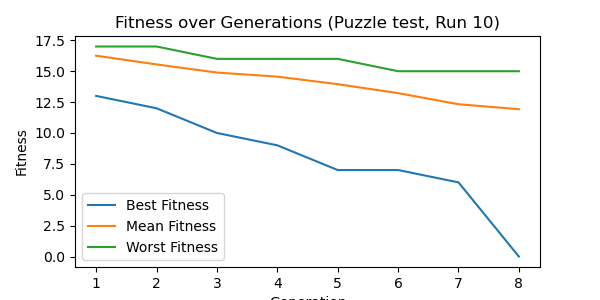 Fitness over Generations (Puzzle test, Run 10)
17.5
15.0
12.5
10.0
7.5
5.0
2.5
0.0
Fitness
Best Fitness
Mean Fitness
Worst Fitness
1 2 3 4 5 6 7 8
Generation